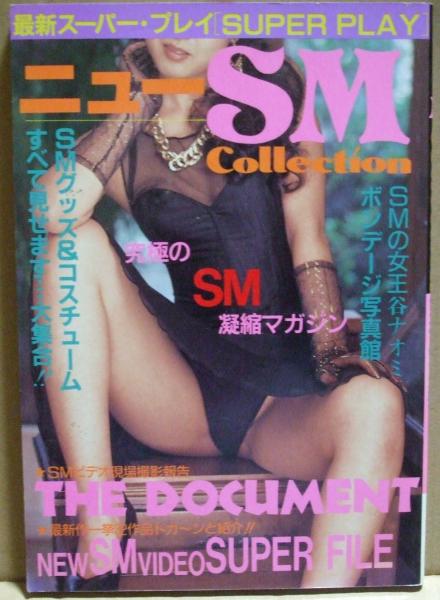 最新スーパー・プレイ[SUPER PLAY]
ニューSM
Collection
SMグッズ&コスチューム
すべて見せます…大集合!!
SMの女王谷ナオミ
ボンデージ写真館
究極の
SM
凝縮マガジン
★SMビデオ現場撮影報告
THE DOCUMENT
★最新作一挙22作品ドカ〜ンと紹介!!
NEW SM VIDEO SUPER FILE